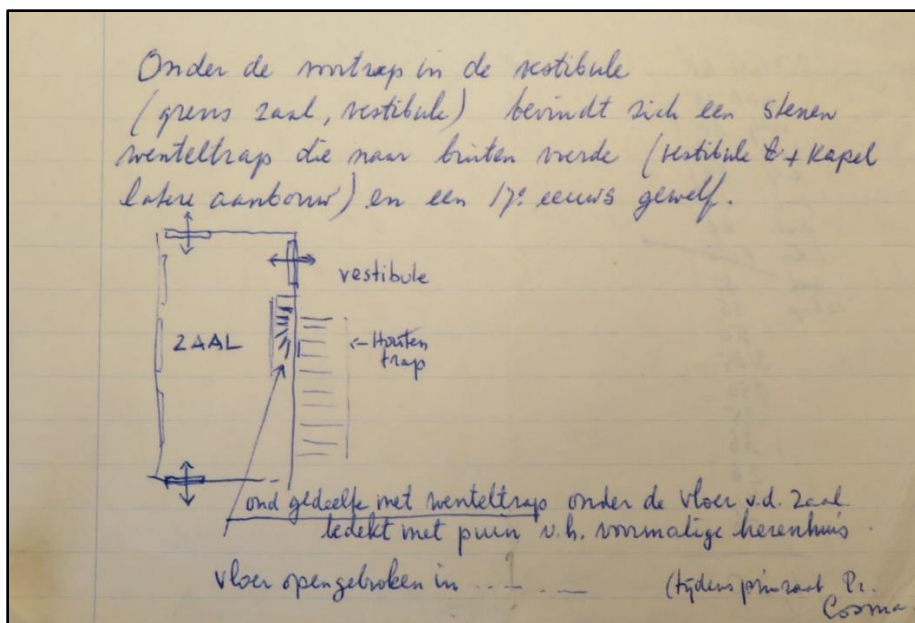 Onder de voortrap in de vestibule
(grens zaal, vestibule) bevindt zich een stenen
wenteltrap die naar buiten voerde (vestibule + Kapel
latere aanbouw) en een 17e eeuws gewelf.
vestibule
ZAAL
← Houten
trap
oud gedeelte met wenteltrap onder de vloer v.d. zaal
bedekt met puin v.h. voormalige herenhuis.
vloer opengebroken in ... ? ...
(tijdens prioraat Pr.
Cosma